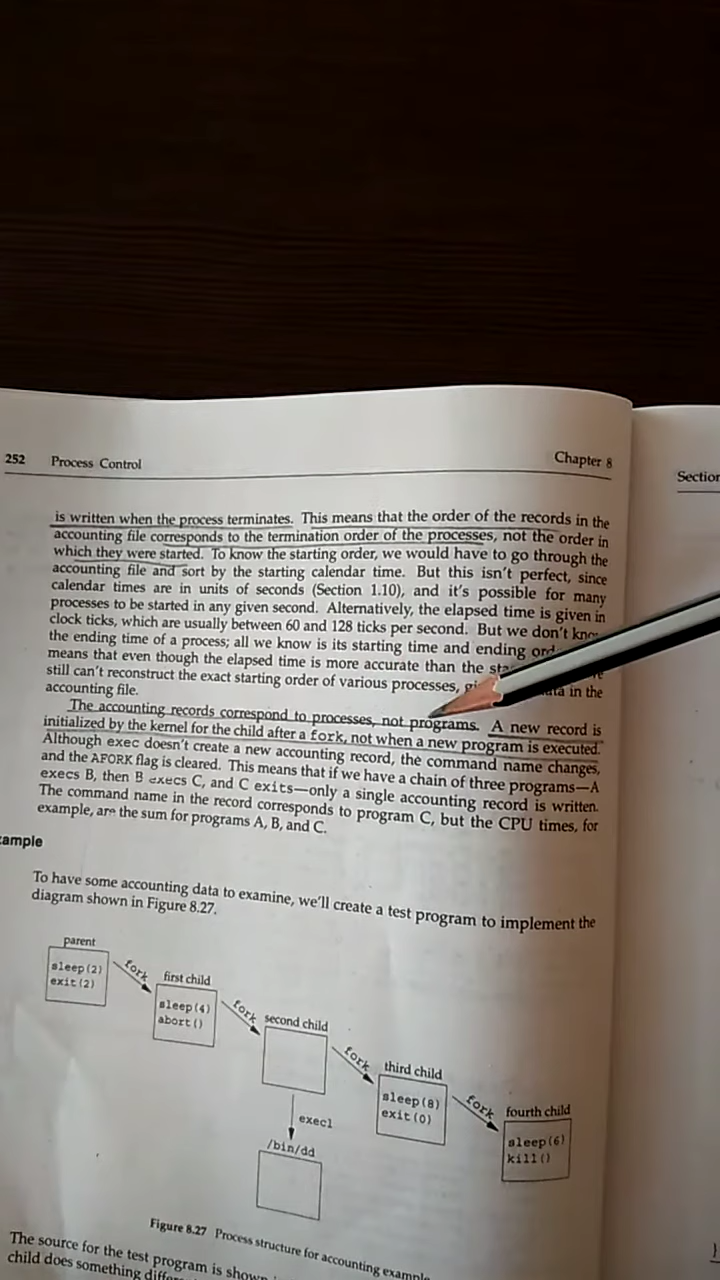 252 Process Control Chapter 8
Section
is written when the process terminates. This means that the order of the records in the
accounting file corresponds to the termination order of the processes, not the order in
which they were started. To know the starting order, we would have to go through the
accounting file and sort by the starting calendar time. But this isn't perfect, since
calendar times are in units of seconds (Section 1.10), and it's possible for many
processes to be started in any given second. Alternatively, the elapsed time is given in
clock ticks, which are usually between 60 and 128 ticks per second. But we don't
the ending time of a process; all we know is its starting time and ending
means that even though the elapsed time is more accurate than the
still can't reconstruct the exact starting order of various processes, in the
accounting file.
The accounting records correspond to processes, not programs. A new record is
initialized by the kernel for the child after a fork, not when a new program is executed.
Although exec doesn't create a new accounting record, the command name changes,
and the AFORK flag is cleared. This means that if we have a chain of three programs—A
execs B, then B execs C, and C exits—only a single accounting record is written.
The command name in the record corresponds to program C, but the CPU times, for
example, are the sum for programs A, B, and C.
ample
To have some accounting data to examine, we'll create a test program to implement the
diagram shown in Figure 8.27.
parent
sleep(2)
exit(2)
fork
first child
sleep(4)
abort()
fork
second child
execl
/bin/dd
fork
third child
sleep(8)
exit(0)
fork
fourth child
sleep(6)
kill()
Figure 8.27 Process structure for accounting example
The source for the test program is shown
child does something